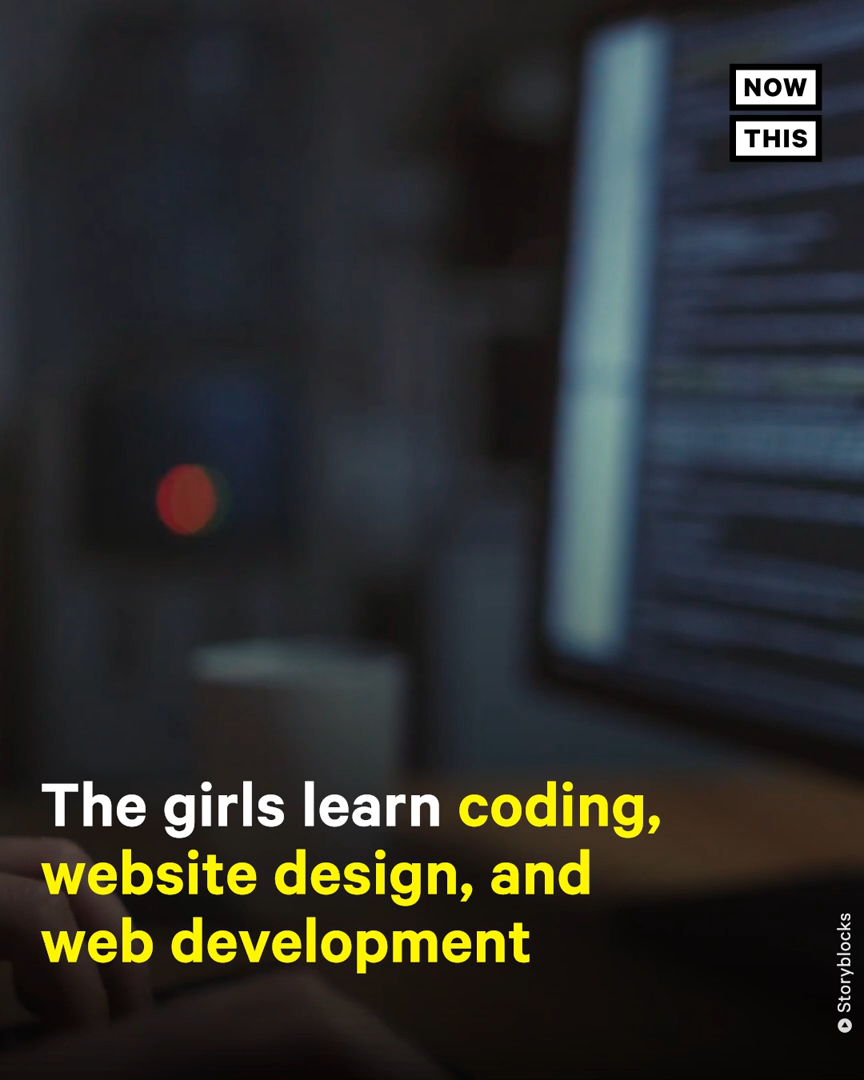 NOW
THIS
The girls learn coding,
website design, and
web development
Storyblocks